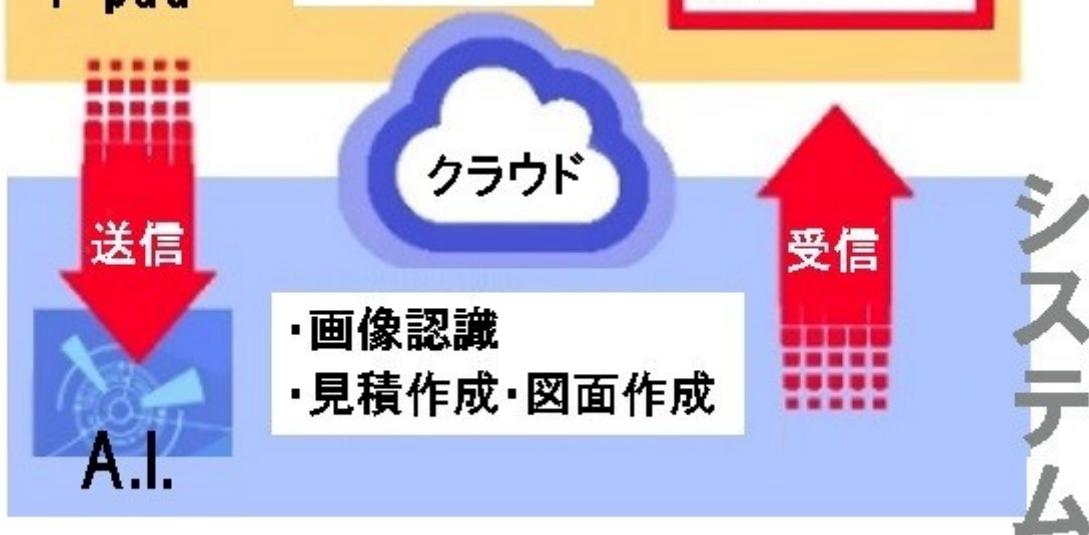 クラウド
送信
受信
・画像認識
・見積作成・図面作成
A.I.
システム